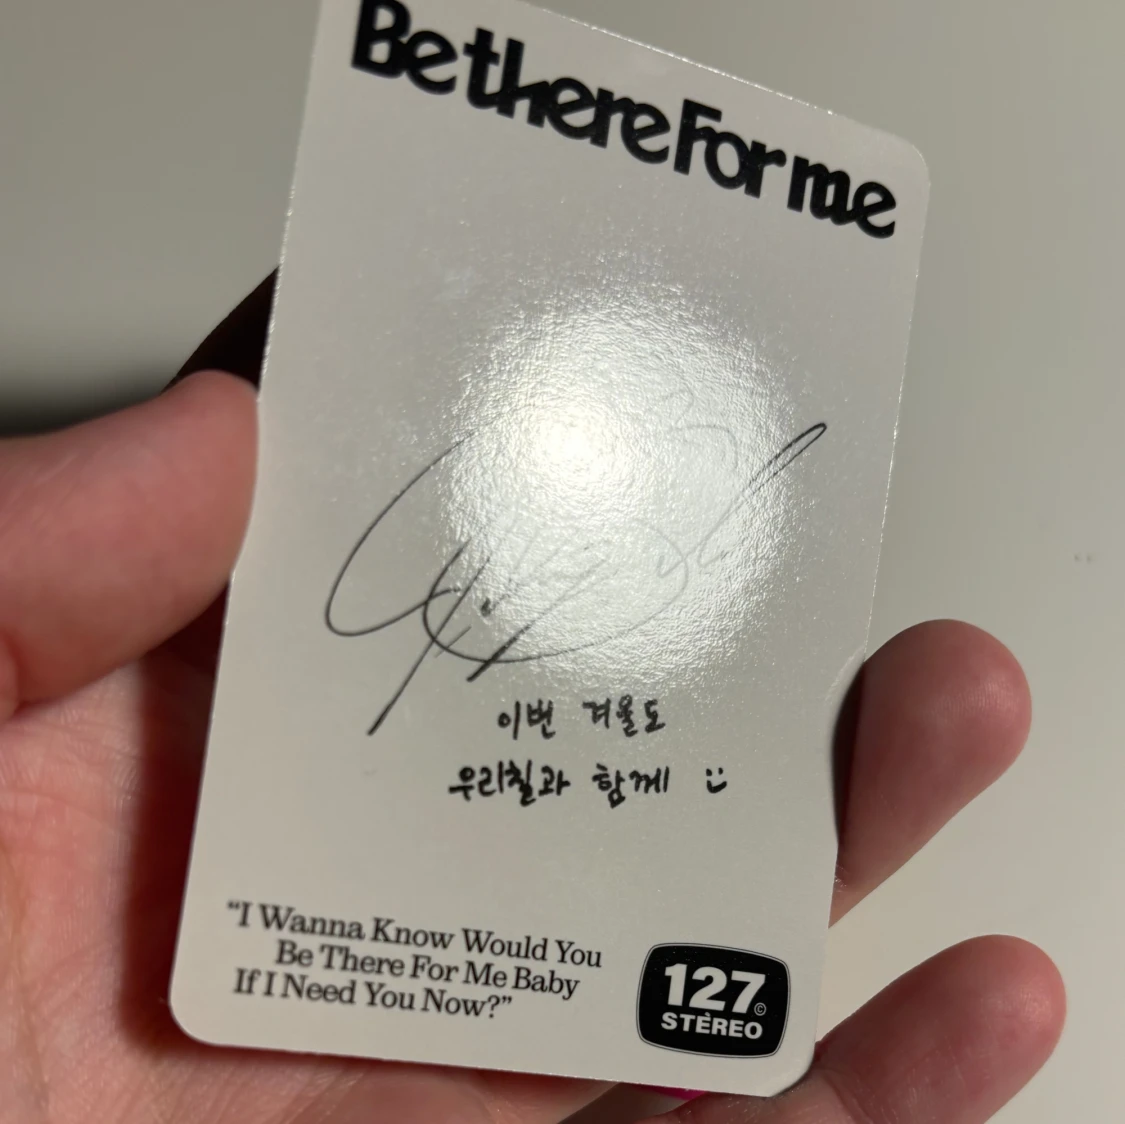 Be there For me
이번 겨울도
우리칠과 함께 :)
“I Wanna Know Would You
Be There For Me Baby
If I Need You Now?”
127©
STÈREO